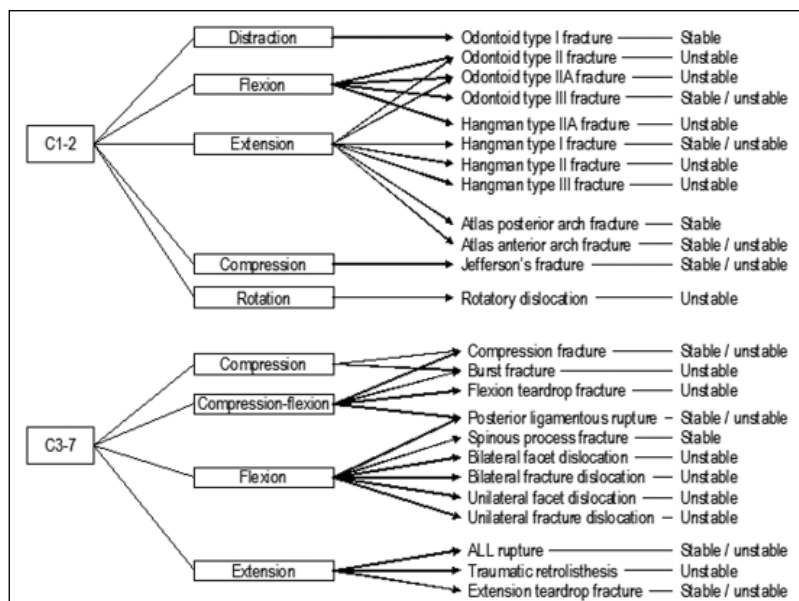 Distraction
Odontoid type I fracture
Stable
Odontoid type II fracture
Unstable
Flexion
Odontoid type IIA fracture
Unstable
Odontoid type III fracture
Stable / unstable
Hangman type IIA fracture
Unstable
C1-2
Extension
Hangman type I fracture
Stable / unstable
Hangman type II fracture
Unstable
Hangman type III fracture
Unstable
Atlas posterior arch fracture
Stable
Atlas anterior arch fracture
Stable / unstable
Compression
Jefferson's fracture
Stable / unstable
Rotation
Rotatory dislocation
Unstable
Compression
Compression fracture
Stable / unstable
Burst fracture
Unstable
Compression-flexion
Flexion teardrop fracture
Unstable
Posterior ligamentous rupture
Stable / unstable
C3-7
Spinous process fracture
Stable
Bilateral facet dislocation
Unstable
Flexion
Bilateral fracture dislocation
Unstable
Unilateral facet dislocation
Unstable
Unilateral fracture dislocation
Unstable
ALL rupture
Stable / unstable
Extension
Traumatic retrolisthesis
Unstable
Extension teardrop fracture
Stable / unstable